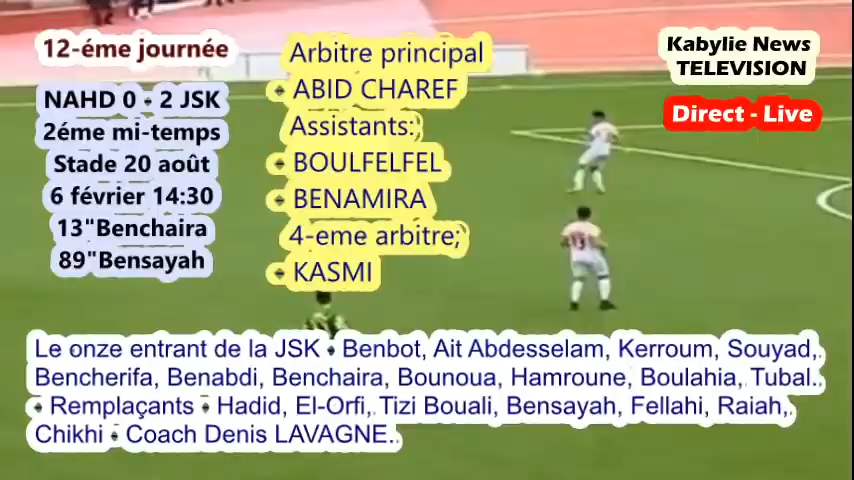 12-éme journée
NAHD 0 - 2 JSK
2éme mi-temps
Stade 20 août
6 février 14:30
13"Benchaira
89"Bensayah
Arbitre principal
ABID CHAREF
Assistants:
BOULFELFEL
BENAMIRA
4-eme arbitre;
KASMI
Kabylie News
TELEVISION
Direct - Live
Le onze entrant de la JSK • Benbot, Ait Abdesselam, Kerroum, Souyad,.
Bencherifa, Benabdi, Benchaira, Bounoua, Hamroune, Boulahia, Tubal..
• Remplaçants • Hadid, El-Orfi,.Tizi Bouali, Bensayah, Fellahi, Raiah,.
Chikhi • Coach Denis LAVAGNE..